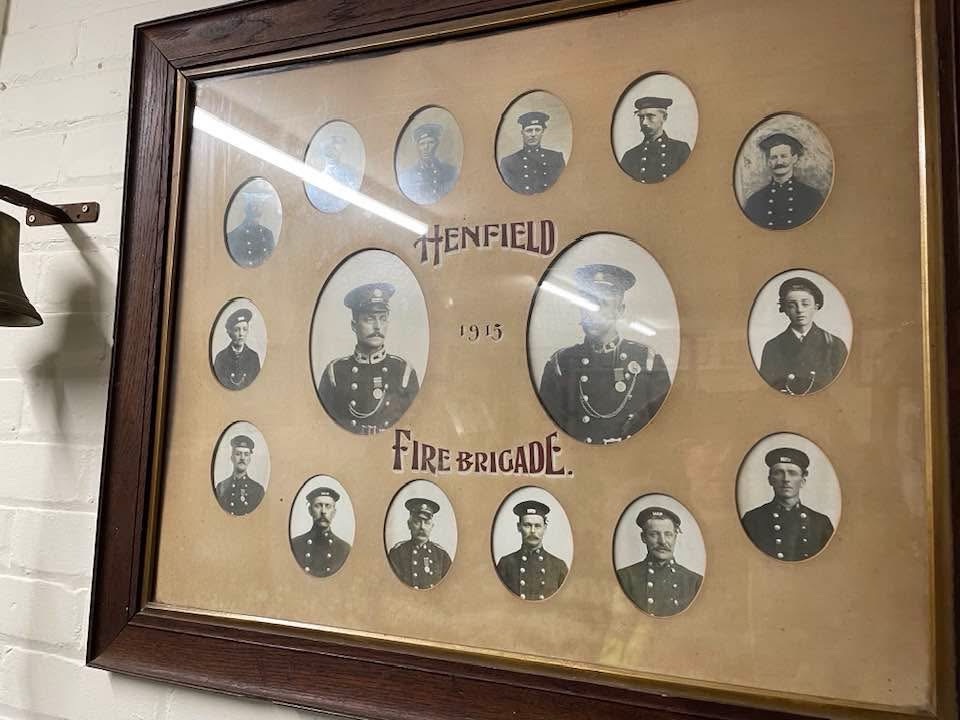 HENFIELD
1915
FIRE BRIGADE.